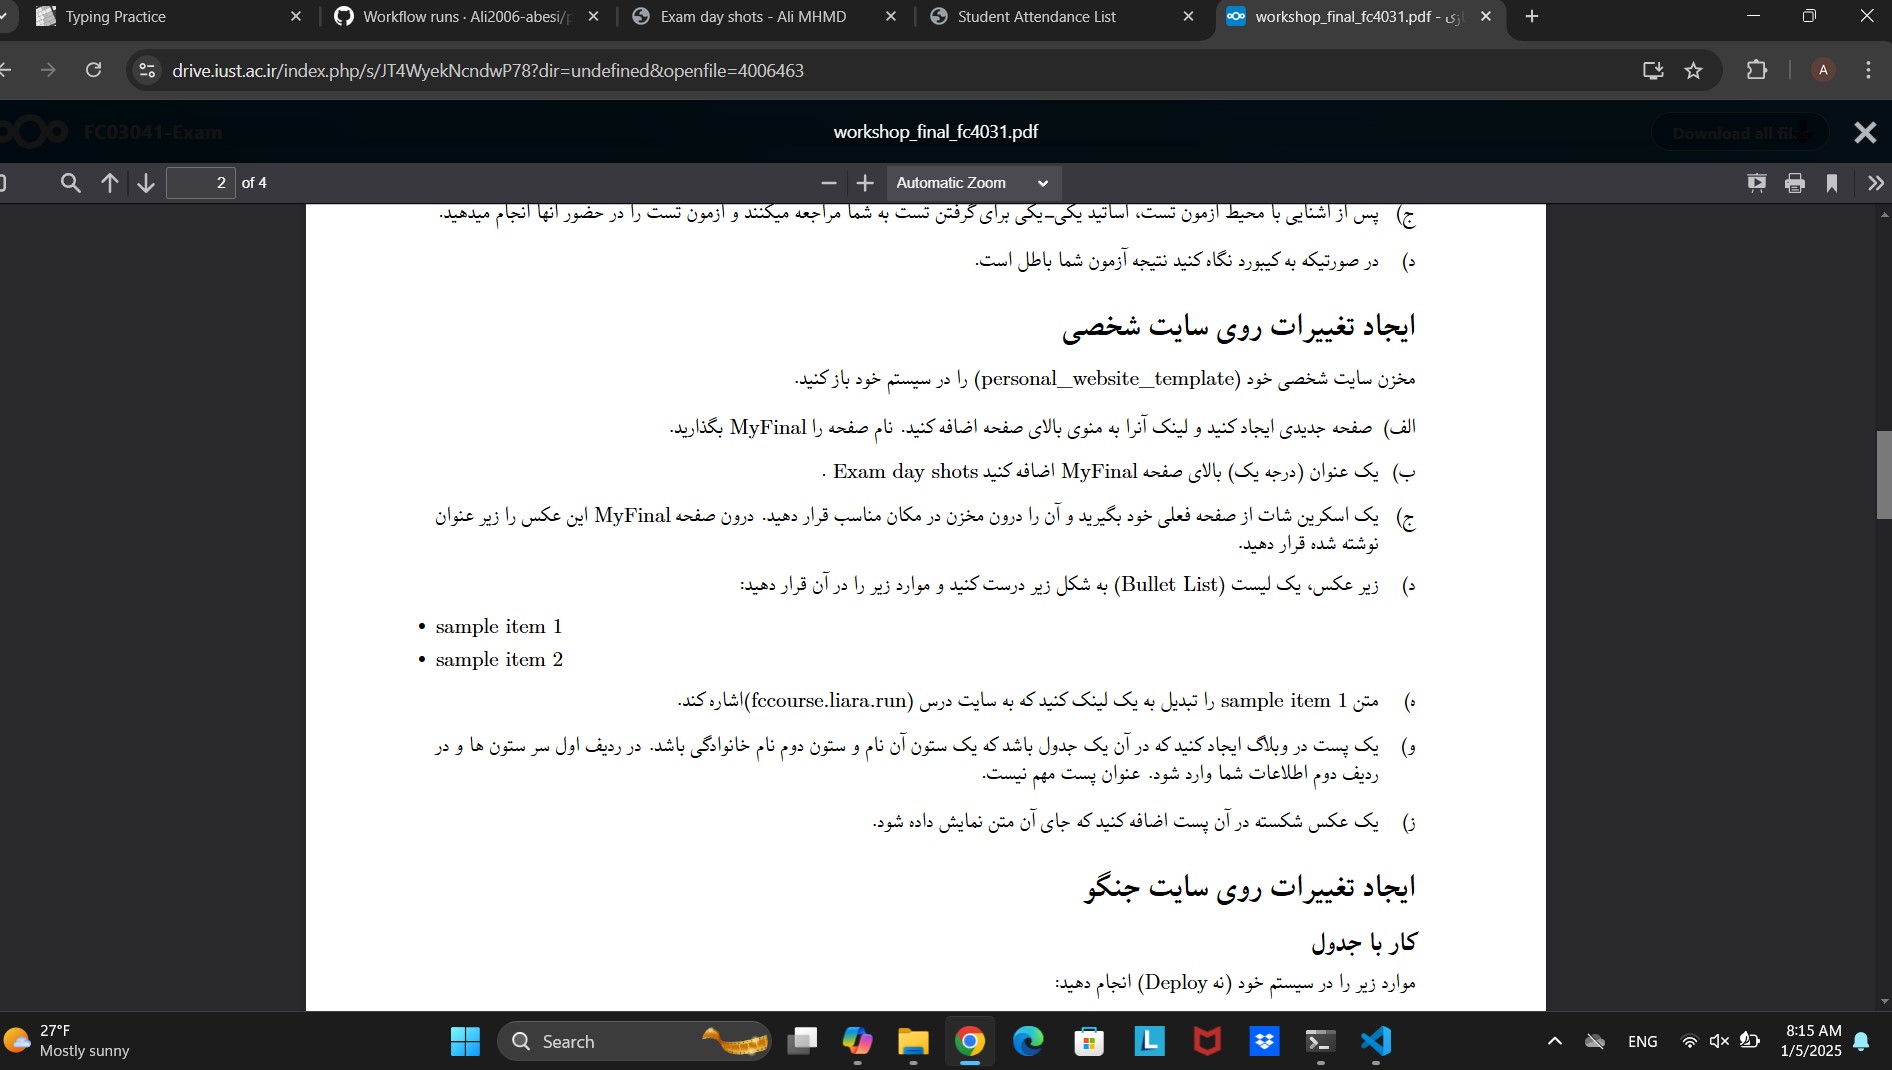 Typing Practice
Workflow runs · Ali2006-abesi/p
Exam day shots - Ali MHMD
Student Attendance List
workshop_final_fc4031.pdf - زی
drive.iust.ac.ir/index.php/s/JT4WyekNcndwP78?dir=undefined&openfile=4006463
A
FC03041-Exam
workshop_final_fc4031.pdf
Download all fil
2 of 4
Automatic Zoom
ج) پس از آشنایی با محیط آزمون تست، اساتید یکی-یکی برای گرفتن تست به شما مراجعه میکنند و آزمون تست را در حضور آنها انجام میدهید.
د) در صورتیکه به کیبورد نگاه کنید نتیجه آزمون شما باطل است.
ایجاد تغییرات روی سایت شخصی
مخزن سایت شخصی خود (personal_website_template) را در سیستم خود باز کنید.
الف) صفحه جدیدی ایجاد کنید و لینک آنرا به منوی بالای صفحه اضافه کنید. نام صفحه را MyFinal بگذارید.
ب) یک عنوان (درجه یک) بالای صفحه MyFinal اضافه کنید Exam day shots .
ج) یک اسکرین شات از صفحه فعلی خود بگیرید و آن را درون مخزن در مکان مناسب قرار دهید. درون صفحه MyFinal این عکس را زیر عنوان
نوشته شده قرار دهید.
د) زیر عکس، یک لیست (Bullet List) به شکل زیر درست کنید و موارد زیر را در آن قرار دهید:
• sample item 1
• sample item 2
ه) متن sample item 1 را تبدیل به یک لینک کنید که به سایت درس (fccourse.liara.run)اشاره کند.
و) یک پست در وبلاگ ایجاد کنید که در آن یک جدول باشد که یک ستون آن نام و ستون دوم نام خانوادگی باشد. در ردیف اول سر ستون ها و در
ردیف دوم اطلاعات شما وارد شود. عنوان پست مهم نیست.
ز) یک عکس شکسته در آن پست اضافه کنید که جای آن متن نمایش داده شود.
ایجاد تغییرات روی سایت جنگو
کار با جدول
موارد زیر را در سیستم خود (نه Deploy) انجام دهید:
27°F
Mostly sunny
Search
L
ENG
8:15 AM
1/5/2025